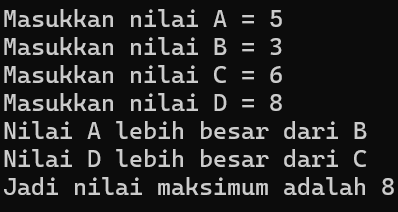 Masukkan nilai A = 5
Masukkan nilai B = 3
Masukkan nilai C = 6
Masukkan nilai D = 8
Nilai A lebih besar dari B
Nilai D lebih besar dari C
Jadi nilai maksimum adalah 8